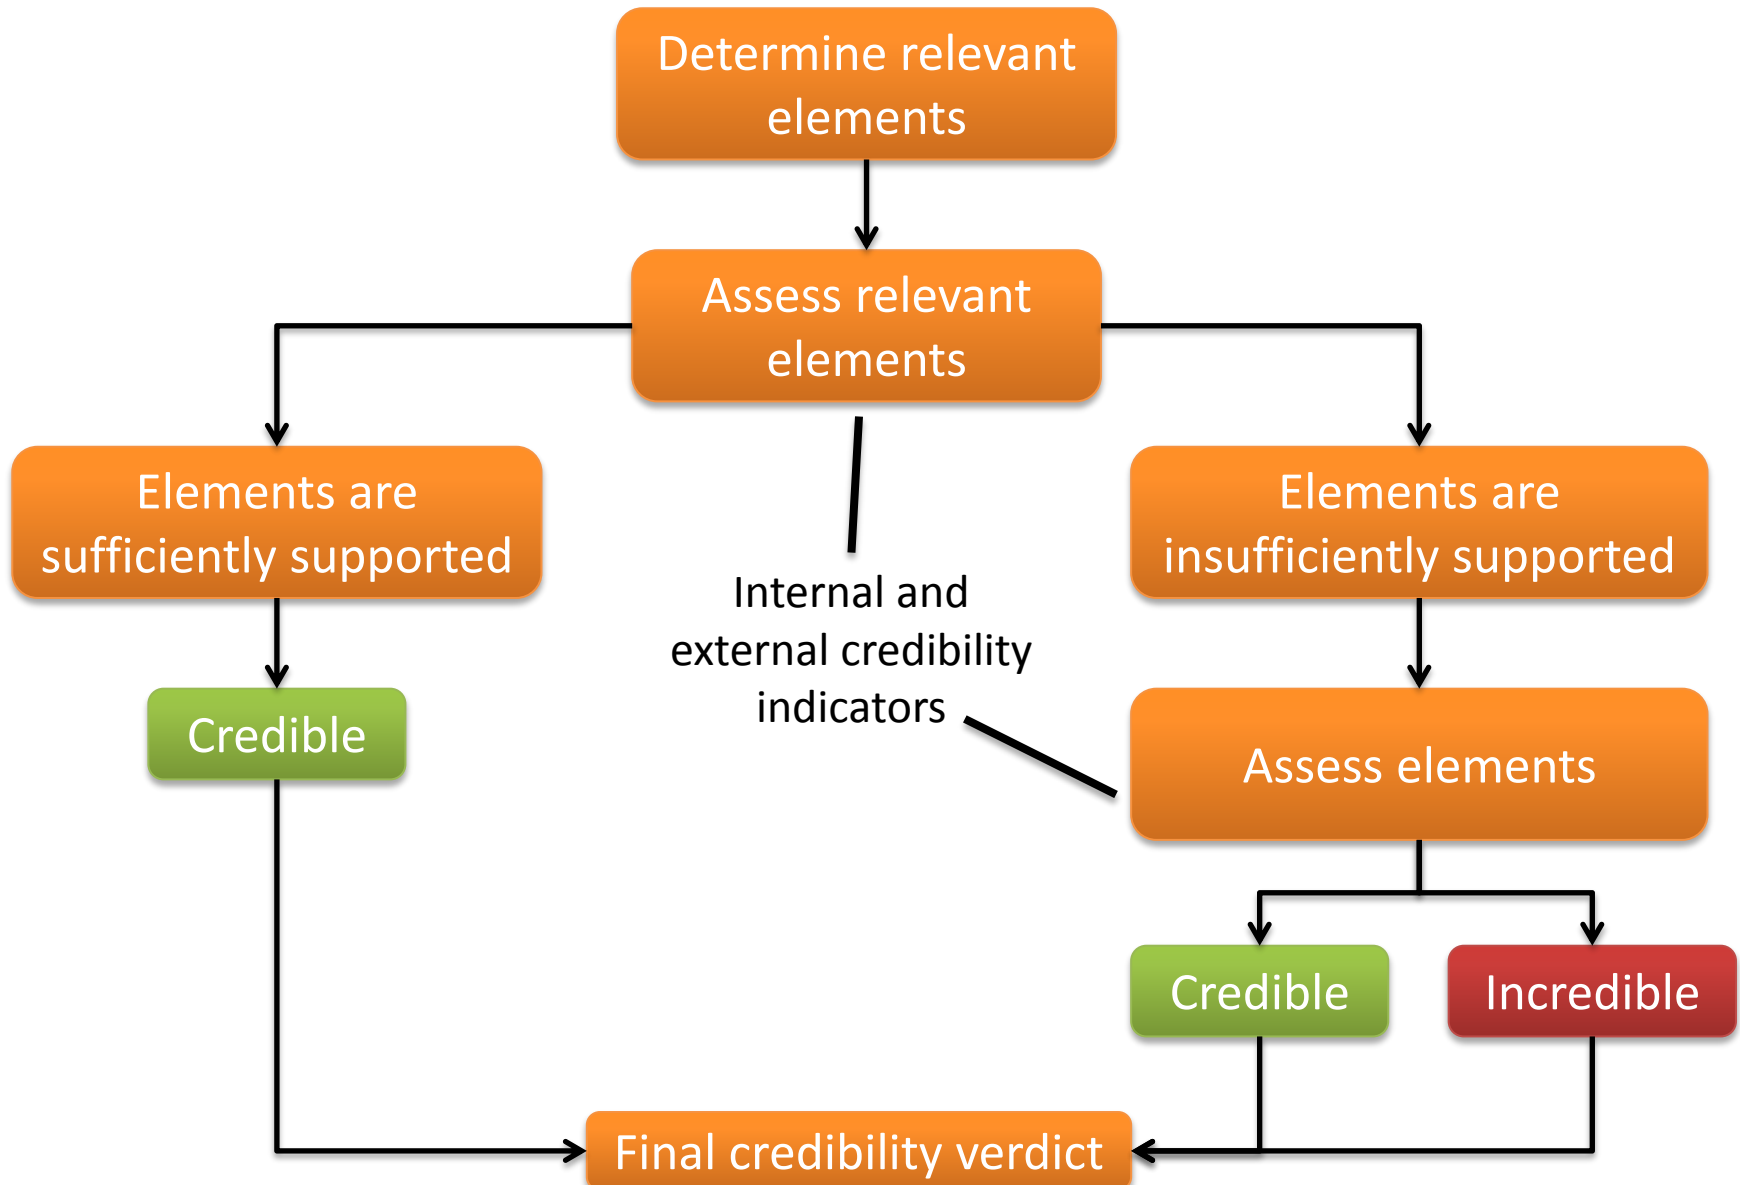 Determine relevant
elements
Assess relevant
elements
Elements are
sufficiently supported
Elements are
insufficiently supported
Internal and
external credibility
indicators
Credible
Assess elements
Credible
Incredible
Final credibility verdict